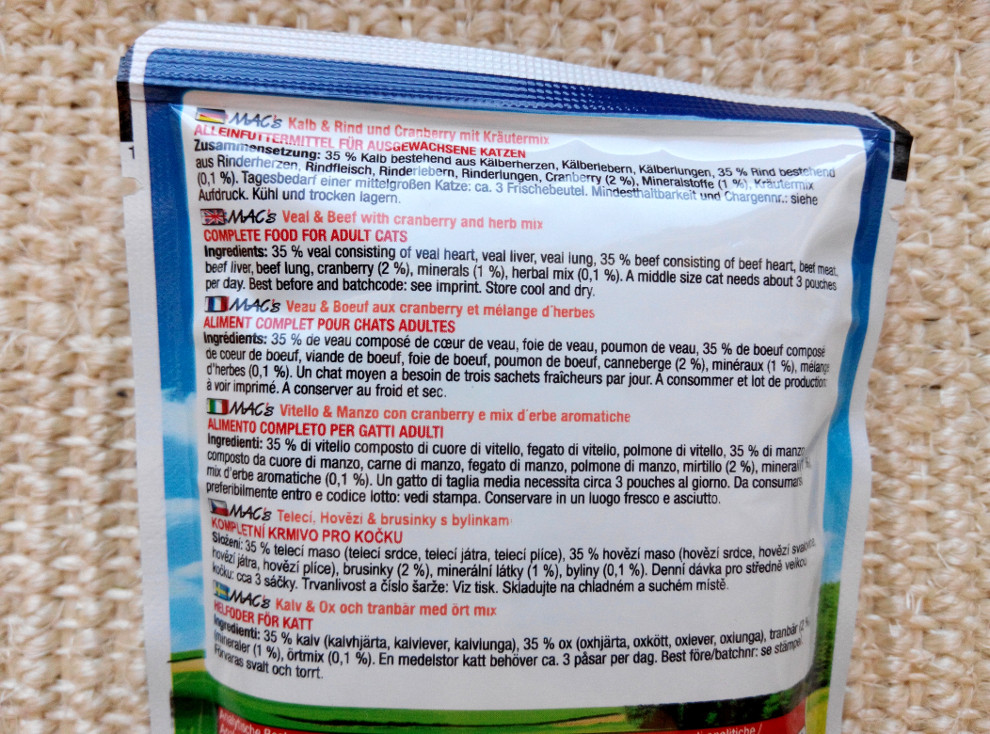 MAC's Kalb & Rind und Cranberry mit Kräutermix
ALLEINFUTTERMITTEL FÜR AUSGEWACHSENE KATZEN
Zusammensetzung: 35 % Kalb bestehend aus Kälberherzen, Kälberlebern, Kälberlungen, 35 % Rind bestehend
aus Rinderherzen, Rindfleisch, Rinderlebern, Rinderlungen, Cranberry (2 %), Mineralstoffe (1 %), Kräutermix
(0,1 %). Tagesbedarf einer mittelgroßen Katze: ca. 3 Frischebeutel. Mindesthaltbarkeit und Chargennr.: siehe
Aufdruck. Kühl und trocken lagern.
MAC's Veal & Beef with cranberry and herb mix
COMPLETE FOOD FOR ADULT CATS
Ingredients: 35 % veal consisting of veal heart, veal liver, veal lung, 35 % beef consisting of beef heart, beef meat,
beef liver, beef lung, cranberry (2 %), minerals (1 %), herbal mix (0,1 %). A middle size cat needs about 3 pouches
per day. Best before and batchcode: see imprint. Store cool and dry.
MAC's Veau & Boeuf aux cranberry et mélange d'herbes
ALIMENT COMPLET POUR CHATS ADULTES
Ingrédients: 35 % de veau composé de cœur de veau, foie de veau, poumon de veau, 35 % de boeuf composé
de coeur de boeuf, viande de boeuf, foie de boeuf, poumon de boeuf, canneberge (2 %), minéraux (1 %), mélange
d'herbes (0,1 %). Un chat moyen a besoin de trois sachets fraîcheurs par jour. A consommer et lot de production:
à voir imprimé. A conserver au froid et sec.
MAC's Vitello & Manzo con cranberry e mix d'erbe aromatiche
ALIMENTO COMPLETO PER GATTI ADULTI
Ingredienti: 35 % di vitello composto di cuore di vitello, fegato di vitello, polmone di vitello, 35 % di manzo
composto da cuore di manzo, carne di manzo, fegato di manzo, polmone di manzo, mirtillo (2 %), minerali
mix d'erbe aromatiche (0,1 %). Un gatto di taglia media necessita circa 3 pouches al giorno. Da consumars
preferibilmente entro e codice lotto: vedi stampa. Conservare in un luogo fresco e asciutto.
MAC's Telecí, Hovězí & brusinky s bylinkam
KOMPLETNÍ KRMIVO PRO KOČKU
Složení: 35 % telecí maso (telecí srdce, telecí játra, telecí plíce), 35 % hovězí maso (hovězí srdce, hovězí
hovězí játra, hovězí plíce), brusinky (2 %), minerální látky (1 %), byliny (0,1 %). Denní dávka pro středně velkou
kočku: cca 3 sáčky. Trvanlivost a číslo šarže: Viz tisk. Skladujte na chladném a suchém místě.
MAC's Kalv & Ox och tranbär med ört mix
HELFODER FÖR KATT
Ingredienti: 35 % kalv (kalvhjärta, kalvlever, kalvlunga), 35 % ox (oxhjärta, oxkött, oxlever, oxlunga), tranbär (2 %),
mineraler (1 %), örtmix (0,1 %). En medelstor katt behöver ca. 3 påsar per dag. Best före/batchnr: se stämpel.
Förvaras svalt och torrt.
Analytische